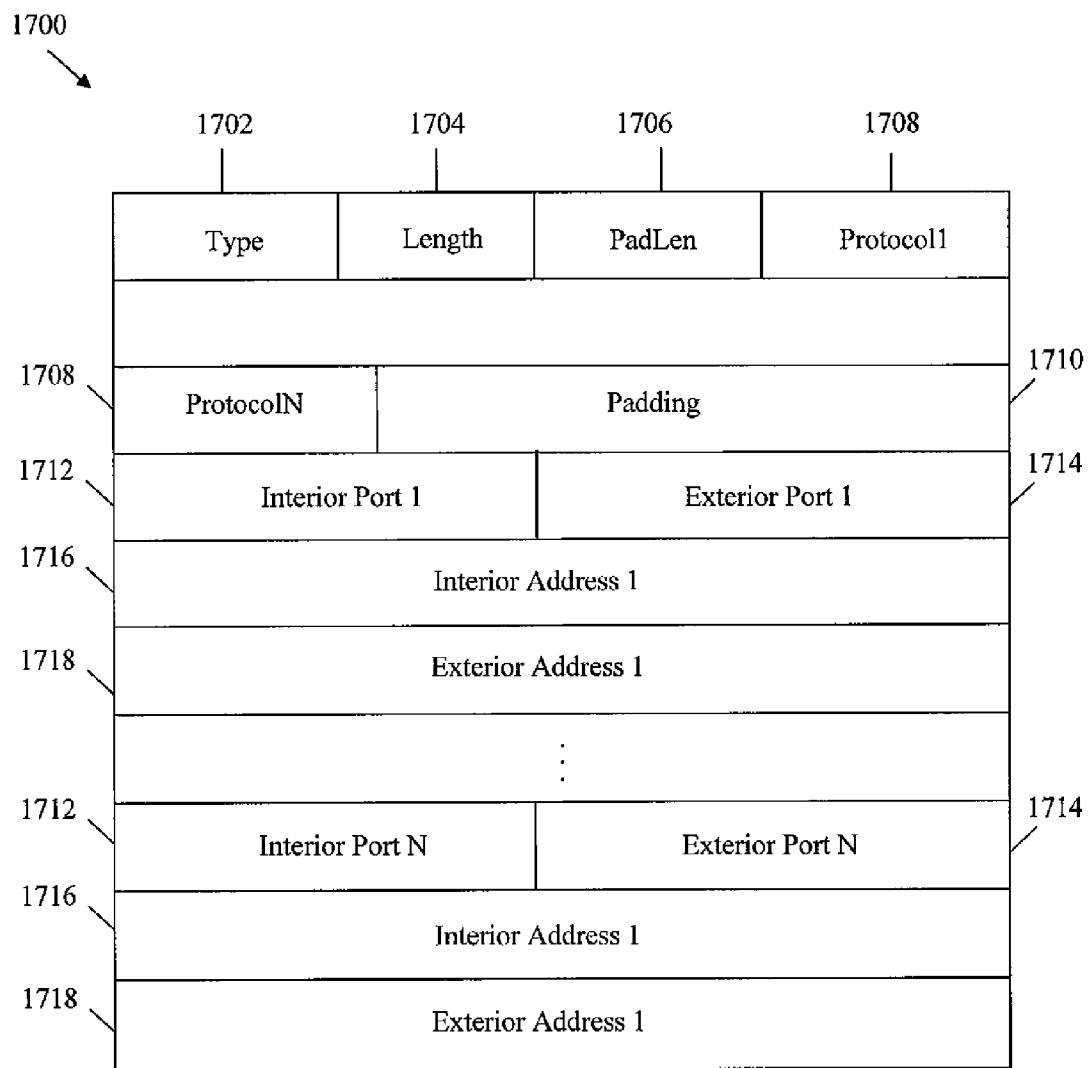 1700
1702 1704 1706 1708
Type Length PadLen Protocol1
1708 ProtocolN Padding 1710
1712 Interior Port 1 Exterior Port 1 1714
1716 Interior Address 1
1718 Exterior Address 1
⋮
1712 Interior Port N Exterior Port N 1714
1716 Interior Address 1
1718 Exterior Address 1